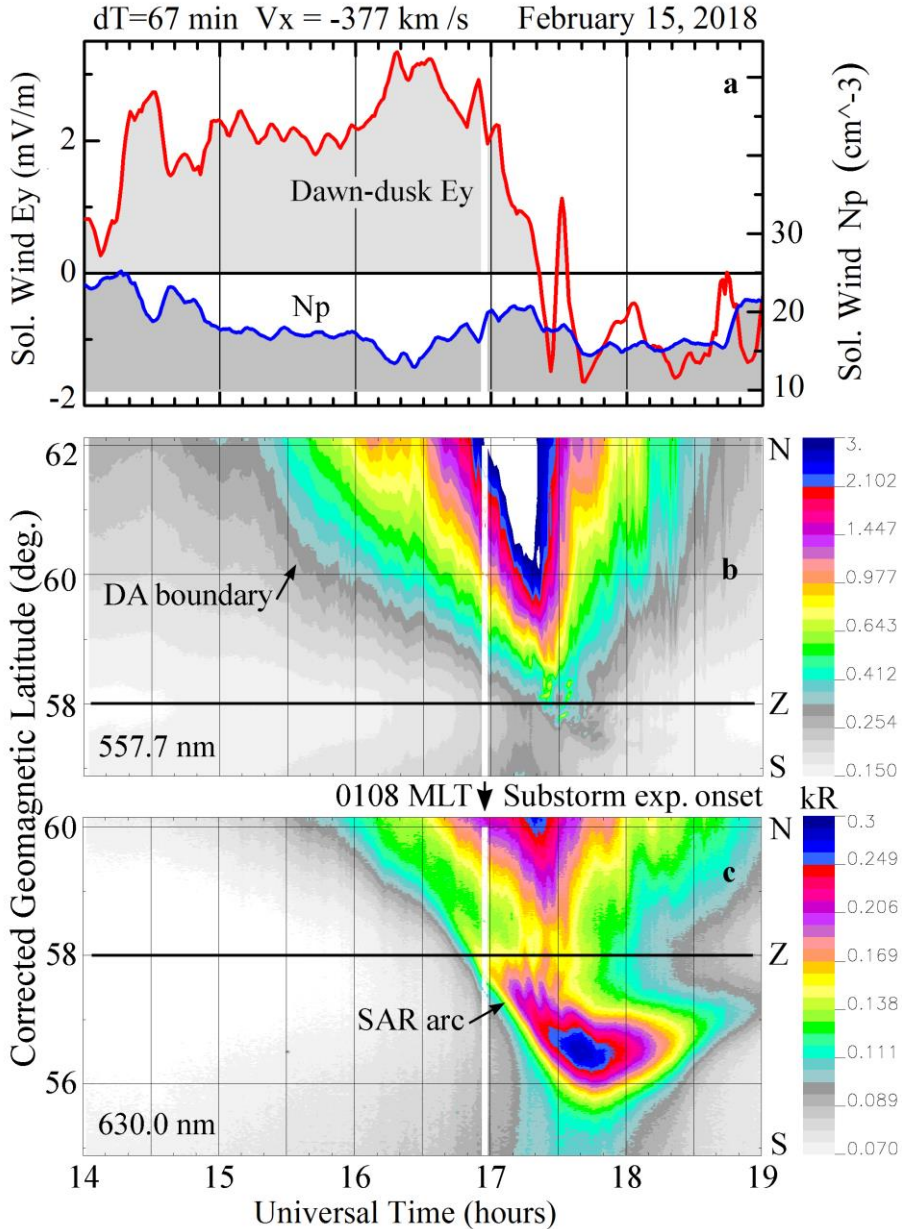 dT=67 min Vx = -377 km /s February 15, 2018
a
Sol. Wind Ey (mV/m)
2
0
-2
Dawn-dusk Ey
Np
30
20
10
Sol. Wind Np (cm^-3)
62
60
58
N
b
Z
S
DA boundary
557.7 nm
3.
2.102
1.447
0.977
0.643
0.412
0.254
0.150
0108 MLT Substorm exp. onset kR
Corrected Geomagnetic Latitude (deg.)
60
58
56
N
c
Z
S
SAR arc
630.0 nm
0.3
0.249
0.206
0.169
0.138
0.111
0.089
0.070
14 15 16 17 18 19
Universal Time (hours)